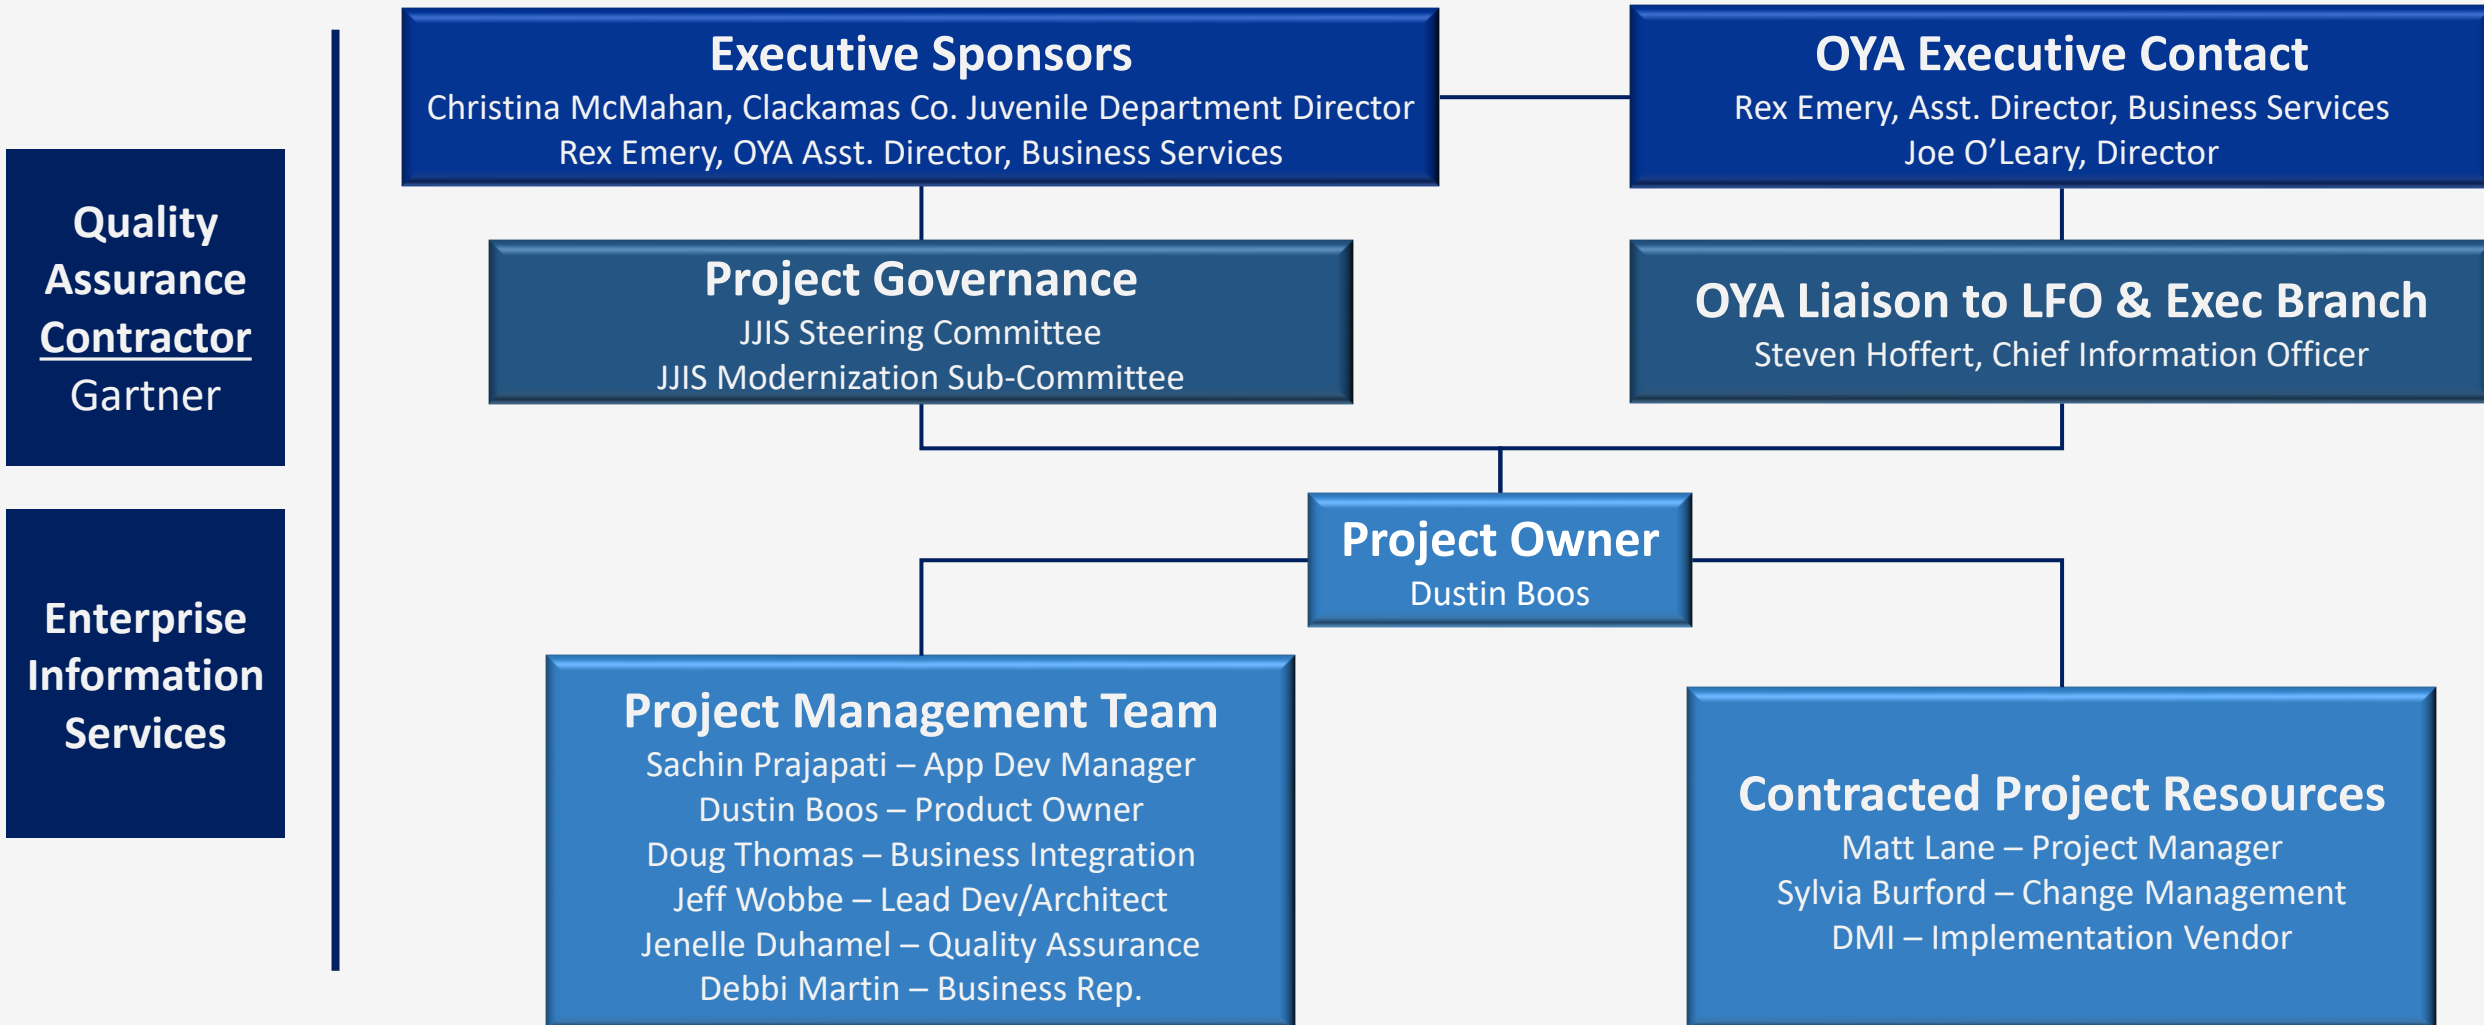 Quality
Assurance
Contractor
Gartner
Enterprise
Information
Services
Executive Sponsors
Christina McMahan, Clackamas Co. Juvenile Department Director
Rex Emery, OYA Asst. Director, Business Services
OYA Executive Contact
Rex Emery, Asst. Director, Business Services
Joe O’Leary, Director
Project Governance
JJIS Steering Committee
JJIS Modernization Sub-Committee
OYA Liaison to LFO & Exec Branch
Steven Hoffert, Chief Information Officer
Project Owner
Dustin Boos
Project Management Team
Sachin Prajapati – App Dev Manager
Dustin Boos – Product Owner
Doug Thomas – Business Integration
Jeff Wobbe – Lead Dev/Architect
Jenelle Duhamel – Quality Assurance
Debbi Martin – Business Rep.
Contracted Project Resources
Matt Lane – Project Manager
Sylvia Burford – Change Management
DMI – Implementation Vendor